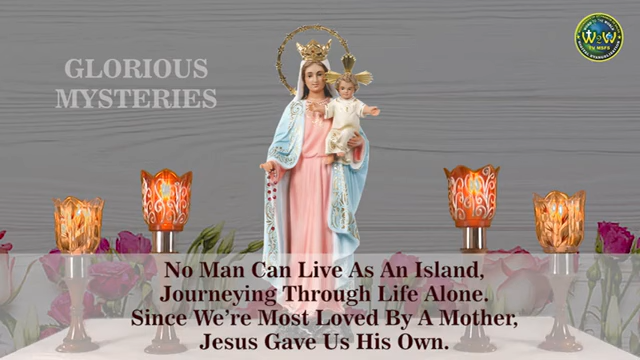 GLORIOUS
MYSTERIES
WOW
No Man Can Live As An Island,
Journeying Through Life Alone.
Since We're Most Loved By A Mother,
Jesus Gave Us His Own.